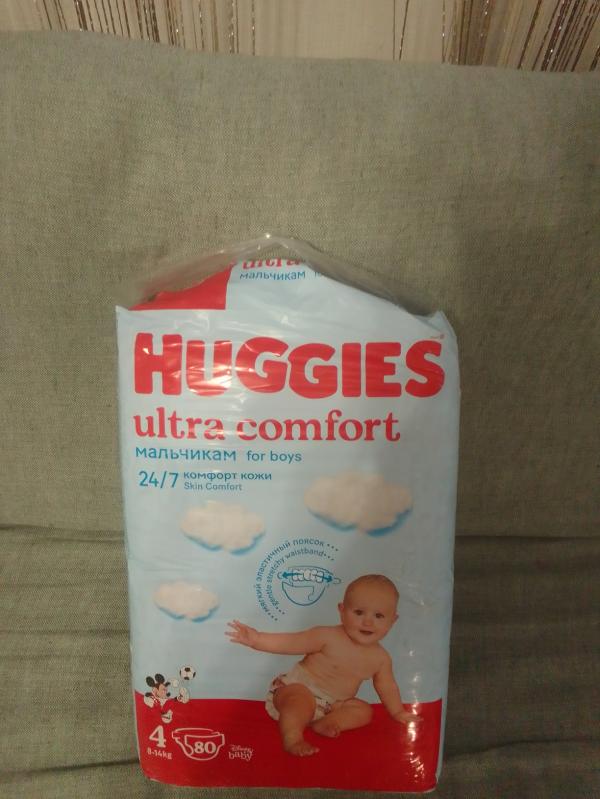 ultra
мальчикам
HUGGIES
ultra comfort
мальчикам for boys
24/7 комфорт кожи
Skin Comfort
мягкий эластичный поясок
gentle stretchy waistband
4
8-14kg
80
Disney
baby